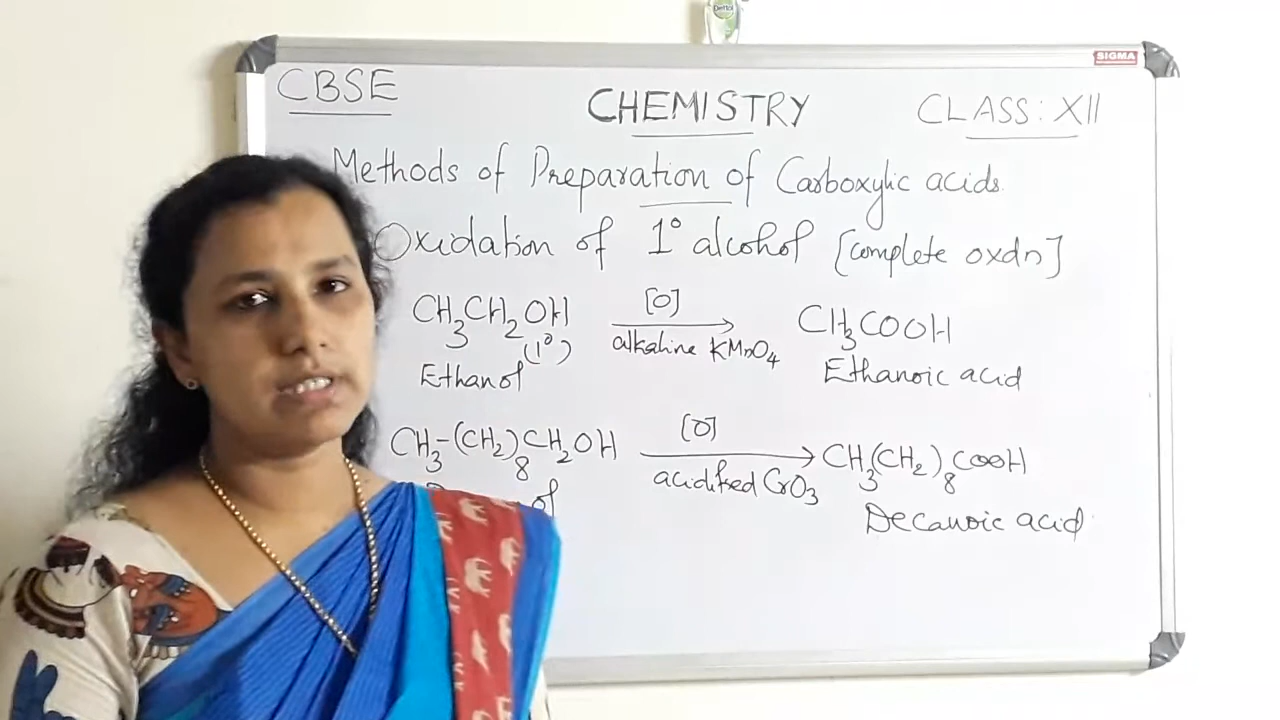 Dettol
SIGMA
CBSE
CHEMISTRY
CLASS: XII
Methods of Preparation of Carboxylic acids.
Oxidation of 1° alcohol [complete oxdn]
CH₃CH₂OH [O] CH₃COOH
(1°) alkaline KMnO₄
Ethanol Ethanoic acid
CH₃-(CH₂)₈CH₂OH [O] CH₃(CH₂)₈COOH
acidified CrO₃
Decanoic acid